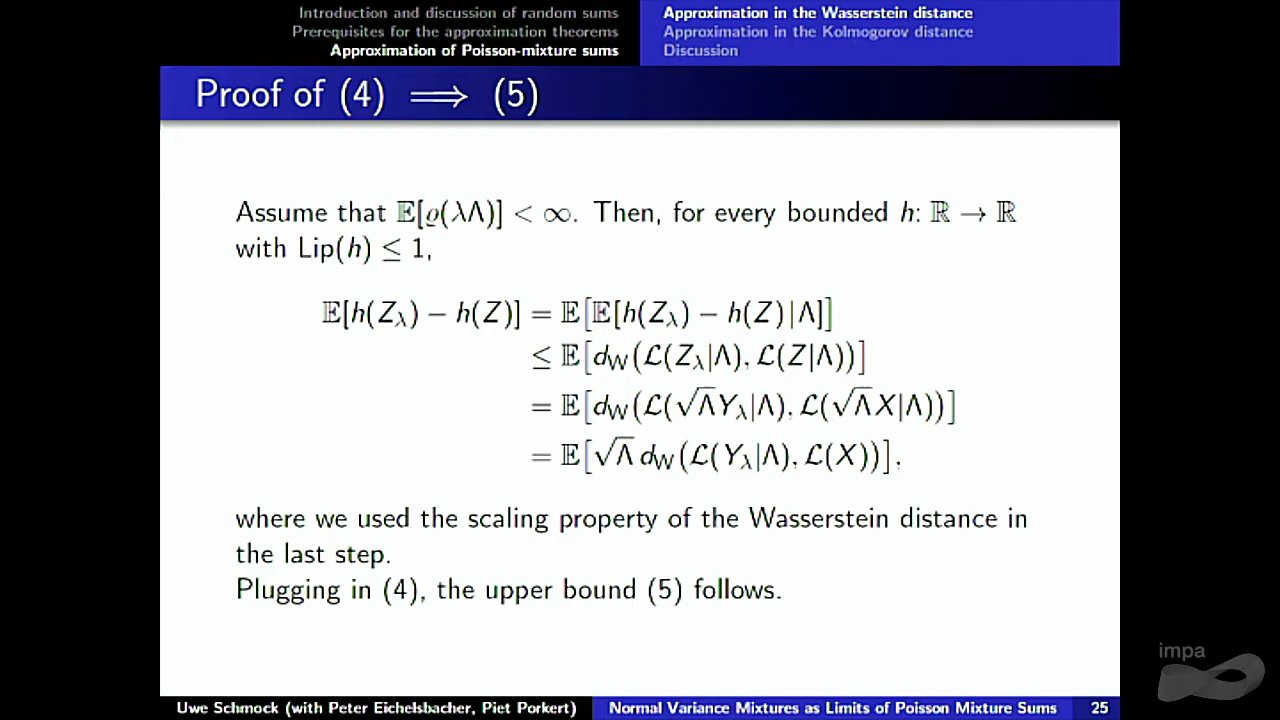 Introduction and discussion of random sums
Prerequisites for the approximation theorems
Approximation of Poisson-mixture sums
Approximation in the Wasserstein distance
Approximation in the Kolmogorov distance
Discussion
Proof of (4) ⟹ (5)
Assume that 𝔼[ϱ(λΛ)] < ∞. Then, for every bounded h: ℝ → ℝ
with Lip(h) ≤ 1,
𝔼[h(Z_λ) − h(Z)] = 𝔼[𝔼[h(Z_λ) − h(Z)|Λ]]
≤ 𝔼[d_W(ℒ(Z_λ|Λ), ℒ(Z|Λ))]
= 𝔼[d_W(ℒ(√Λ Y_λ|Λ), ℒ(√Λ X|Λ))]
= 𝔼[√Λ d_W(ℒ(Y_λ|Λ), ℒ(X))],
where we used the scaling property of the Wasserstein distance in
the last step.
Plugging in (4), the upper bound (5) follows.
impa
Uwe Schmock (with Peter Eichelsbacher, Piet Porkert)
Normal Variance Mixtures as Limits of Poisson Mixture Sums
25